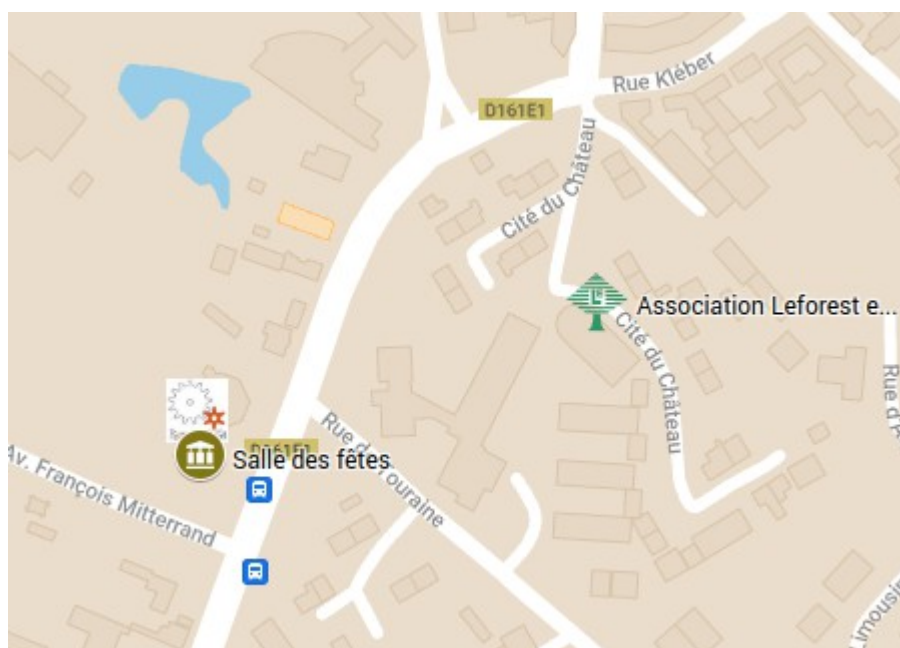 Rue Kléber
D161E1
Cité du Château
Association Leforest e...
Cité du Château
Rue d'A
Rue de Touraine
D161E1
Salle des fêtes
Av. François Mitterrand
Limousin